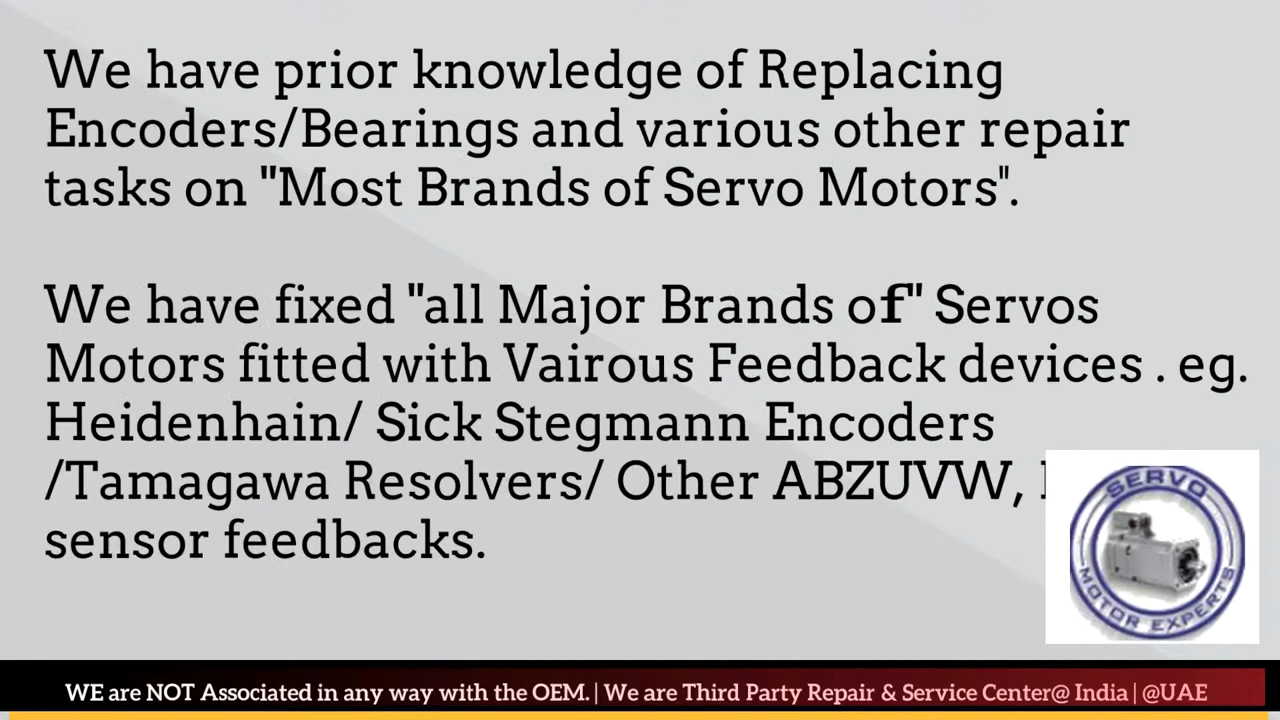 We have prior knowledge of Replacing
Encoders/Bearings and various other repair
tasks on "Most Brands of Servo Motors".
We have fixed "all Major Brands of" Servos
Motors fitted with Vairous Feedback devices . eg.
Heidenhain/ Sick Stegmann Encoders
/Tamagawa Resolvers/ Other ABZUVW,
sensor feedbacks.
SERVO
MOTOR EXPERTS
WE are NOT Associated in any way with the OEM. | We are Third Party Repair & Service Center@ India | @UAE